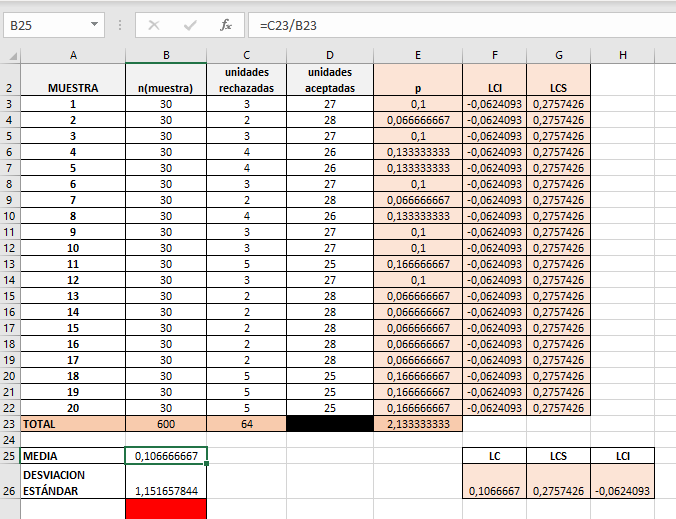 B25 =C23/B23
A B C D E F G H
2 MUESTRA n(muestra) unidades rechazadas unidades aceptadas p LCI LCS
3 1 30 3 27 0,1 -0,0624093 0,2757426
4 2 30 2 28 0,066666667 -0,0624093 0,2757426
5 3 30 3 27 0,1 -0,0624093 0,2757426
6 4 30 4 26 0,133333333 -0,0624093 0,2757426
7 5 30 4 26 0,133333333 -0,0624093 0,2757426
8 6 30 3 27 0,1 -0,0624093 0,2757426
9 7 30 2 28 0,066666667 -0,0624093 0,2757426
10 8 30 4 26 0,133333333 -0,0624093 0,2757426
11 9 30 3 27 0,1 -0,0624093 0,2757426
12 10 30 3 27 0,1 -0,0624093 0,2757426
13 11 30 5 25 0,166666667 -0,0624093 0,2757426
14 12 30 3 27 0,1 -0,0624093 0,2757426
15 13 30 2 28 0,066666667 -0,0624093 0,2757426
16 14 30 2 28 0,066666667 -0,0624093 0,2757426
17 15 30 2 28 0,066666667 -0,0624093 0,2757426
18 16 30 2 28 0,066666667 -0,0624093 0,2757426
19 17 30 2 28 0,066666667 -0,0624093 0,2757426
20 18 30 5 25 0,166666667 -0,0624093 0,2757426
21 19 30 5 25 0,166666667 -0,0624093 0,2757426
22 20 30 5 25 0,166666667 -0,0624093 0,2757426
23 TOTAL 600 64 2,133333333
24
25 MEDIA 0,106666667 LC LCS LCI
26 DESVIACION ESTÁNDAR 1,151657844 0,1066667 0,2757426 -0,0624093